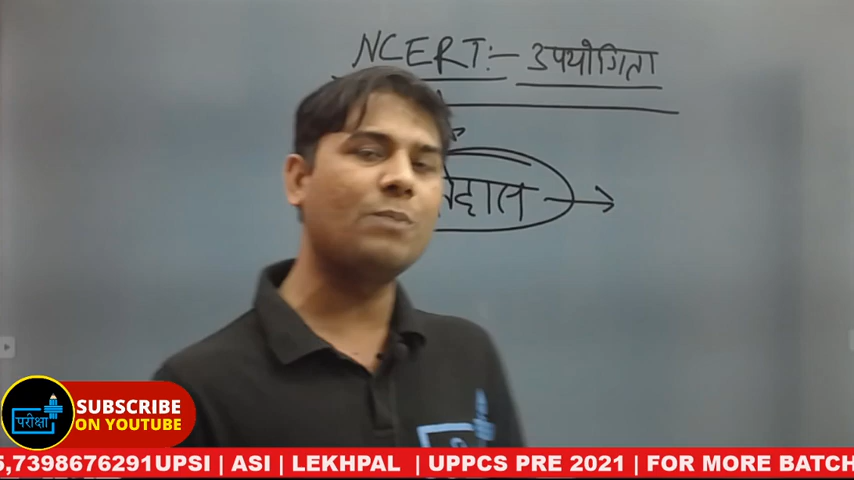 NCERT:- उपयोगिता
परीक्षा
SUBSCRIBE
ON YOUTUBE
5,7398676291UPSI | ASI | LEKHPAL | UPPCS PRE 2021 | FOR MORE BATCH